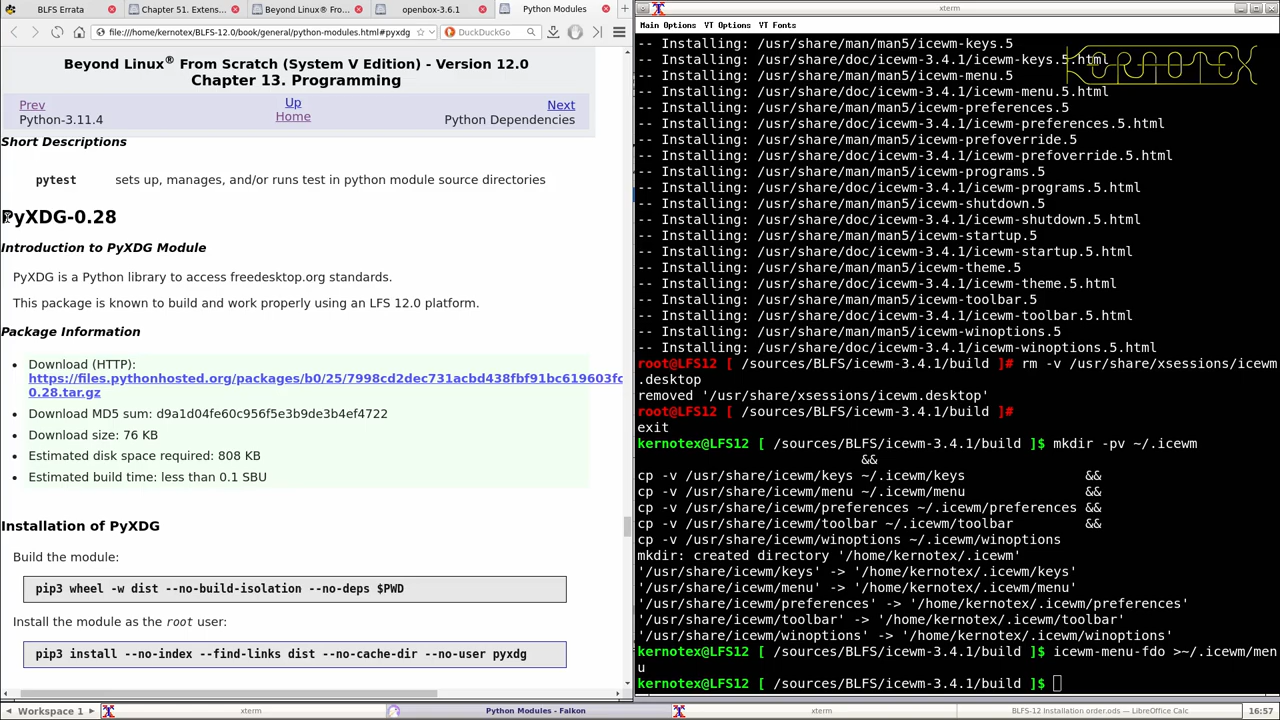 BLFS Errata
Chapter 51. Extens...
Beyond Linux® Fro...
openbox-3.6.1
Python Modules
file:///home/kernotex/BLFS-12.0/book/general/python-modules.html#pyxdg
DuckDuckGo
Beyond Linux® From Scratch (System V Edition) - Version 12.0
Chapter 13. Programming
Prev
Up
Next
Python-3.11.4
Home
Python Dependencies
Short Descriptions
pytest sets up, manages, and/or runs test in python module source directories
PyXDG-0.28
Introduction to PyXDG Module
PyXDG is a Python library to access freedesktop.org standards.
This package is known to build and work properly using an LFS 12.0 platform.
Package Information
• Download (HTTP):
https://files.pythonhosted.org/packages/b0/25/7998cd2dec731acbd438fbf91bc619603fc
0.28.tar.gz
• Download MD5 sum: d9a1d04fe60c956f5e3b9de3b4ef4722
• Download size: 76 KB
• Estimated disk space required: 808 KB
• Estimated build time: less than 0.1 SBU
Installation of PyXDG
Build the module:
pip3 wheel -w dist --no-build-isolation --no-deps $PWD
Install the module as the root user:
pip3 install --no-index --find-links dist --no-cache-dir --no-user pyxdg
xterm
Main Options VT Options VT Fonts
KERNOTEX
-- Installing: /usr/share/man/man5/icewm-keys.5
-- Installing: /usr/share/doc/icewm-3.4.1/icewm-keys.5.html
-- Installing: /usr/share/man/man5/icewm-menu.5
-- Installing: /usr/share/doc/icewm-3.4.1/icewm-menu.5.html
-- Installing: /usr/share/man/man5/icewm-preferences.5
-- Installing: /usr/share/doc/icewm-3.4.1/icewm-preferences.5.html
-- Installing: /usr/share/man/man5/icewm-prefoverride.5
-- Installing: /usr/share/doc/icewm-3.4.1/icewm-prefoverride.5.html
-- Installing: /usr/share/man/man5/icewm-programs.5
-- Installing: /usr/share/doc/icewm-3.4.1/icewm-programs.5.html
-- Installing: /usr/share/man/man5/icewm-shutdown.5
-- Installing: /usr/share/doc/icewm-3.4.1/icewm-shutdown.5.html
-- Installing: /usr/share/man/man5/icewm-startup.5
-- Installing: /usr/share/doc/icewm-3.4.1/icewm-startup.5.html
-- Installing: /usr/share/man/man5/icewm-theme.5
-- Installing: /usr/share/doc/icewm-3.4.1/icewm-theme.5.html
-- Installing: /usr/share/man/man5/icewm-toolbar.5
-- Installing: /usr/share/doc/icewm-3.4.1/icewm-toolbar.5.html
-- Installing: /usr/share/man/man5/icewm-winoptions.5
-- Installing: /usr/share/doc/icewm-3.4.1/icewm-winoptions.5.html
root@LFS12 [ /sources/BLFS/icewm-3.4.1/build ]# rm -v /usr/share/xsessions/icewm
.desktop
removed '/usr/share/xsessions/icewm.desktop'
root@LFS12 [ /sources/BLFS/icewm-3.4.1/build ]#
exit
kernotex@LFS12 [ /sources/BLFS/icewm-3.4.1/build ]$ mkdir -pv ~/.icewm
&&
cp -v /usr/share/icewm/keys ~/.icewm/keys &&
cp -v /usr/share/icewm/menu ~/.icewm/menu &&
cp -v /usr/share/icewm/preferences ~/.icewm/preferences &&
cp -v /usr/share/icewm/toolbar ~/.icewm/toolbar &&
cp -v /usr/share/icewm/winoptions ~/.icewm/winoptions
mkdir: created directory '/home/kernotex/.icewm'
'/usr/share/icewm/keys' -> '/home/kernotex/.icewm/keys'
'/usr/share/icewm/menu' -> '/home/kernotex/.icewm/menu'
'/usr/share/icewm/preferences' -> '/home/kernotex/.icewm/preferences'
'/usr/share/icewm/toolbar' -> '/home/kernotex/.icewm/toolbar'
'/usr/share/icewm/winoptions' -> '/home/kernotex/.icewm/winoptions'
kernotex@LFS12 [ /sources/BLFS/icewm-3.4.1/build ]$ icewm-menu-fdo >~/.icewm/men
u
kernotex@LFS12 [ /sources/BLFS/icewm-3.4.1/build ]$
Workspace 1
xterm
Python Modules - Falkon
xterm
BLFS-12 Installation order.ods — LibreOffice Calc
16:57